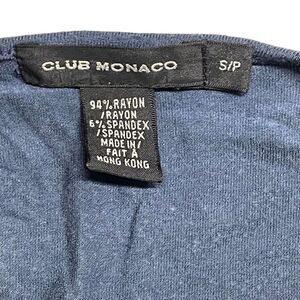 CLUB MONACO
S/P
94% RAYON
/RAYON
6% SPANDEX
/SPANDEX
MADE IN/
FAIT À
HONG KONG